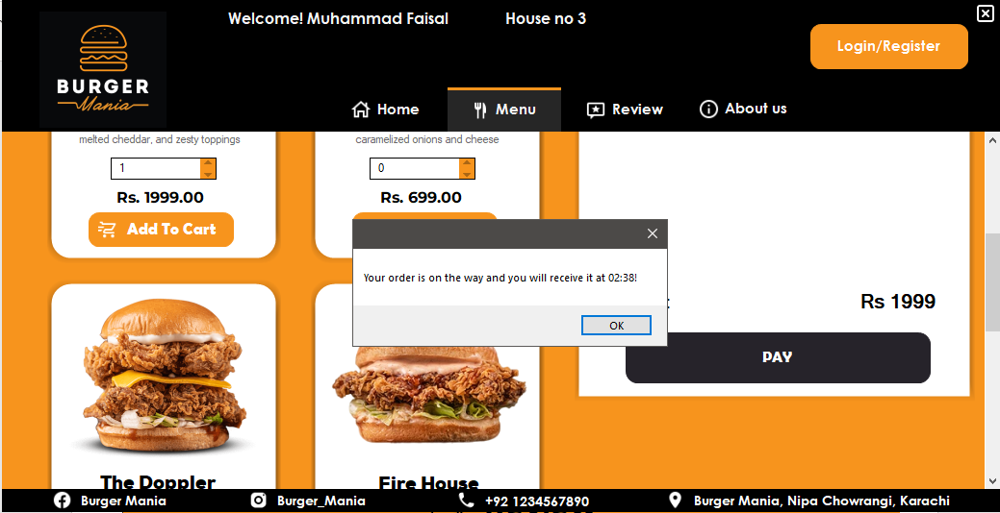 Welcome! Muhammad Faisal
House no 3
Login/Register
BURGER
Mania
Home
Menu
Review
About us
melted cheddar, and zesty toppings
caramelized onions and cheese
1
0
Rs. 1999.00
Rs. 699.00
Add To Cart
Your order is on the way and you will receive it at 02:38!
OK
:
Rs 1999
PAY
The Doppler
Fire House
Burger Mania
Burger_Mania
+92 1234567890
Burger Mania, Nipa Chowrangi, Karachi